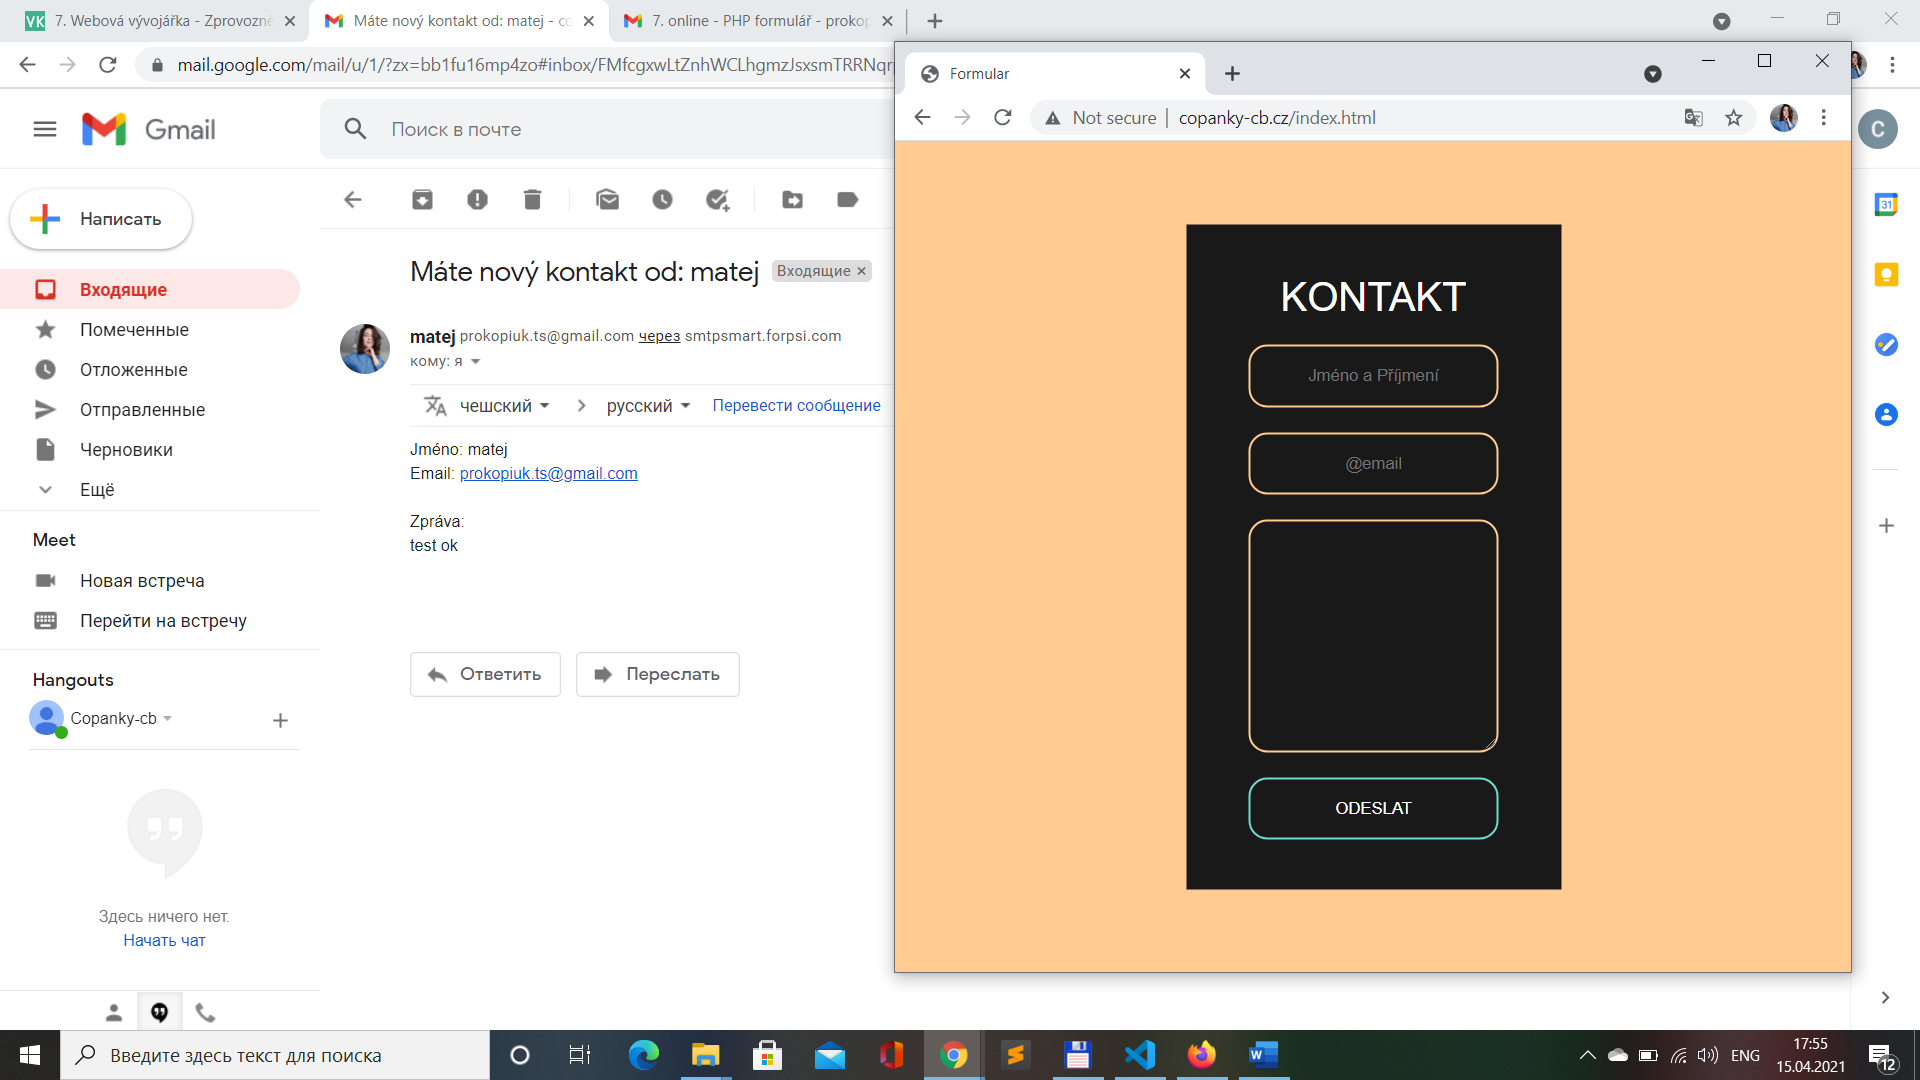 7. Webová vývojářka - Zprovozně
Máte nový kontakt od: matej - co
7. online - PHP formulář - prokop
mail.google.com/mail/u/1/?zx=bb1fu16mp4zo#inbox/FMfcgxwLtZnhWCLhgmzJsxsmTRRNqrp
Gmail
Поиск в почте
Написать
Входящие
Помеченные
Отложенные
Отправленные
Черновики
Ещё
Meet
Новая встреча
Перейти на встречу
Hangouts
Copanky-cb
Здесь ничего нет.
Начать чат
Máte nový kontakt od: matej Входящие
matej prokopiuk.ts@gmail.com через smtpsmart.forpsi.com
кому: я
чешский русский Перевести сообщение
Jméno: matej
Email: prokopiuk.ts@gmail.com
Zpráva:
test ok
Ответить Переслать
Formular
Not secure copanky-cb.cz/index.html
KONTAKT
Jméno a Příjmení
@email
ODESLAT
C
31
Введите здесь текст для поиска
ENG
17:55
15.04.2021
12